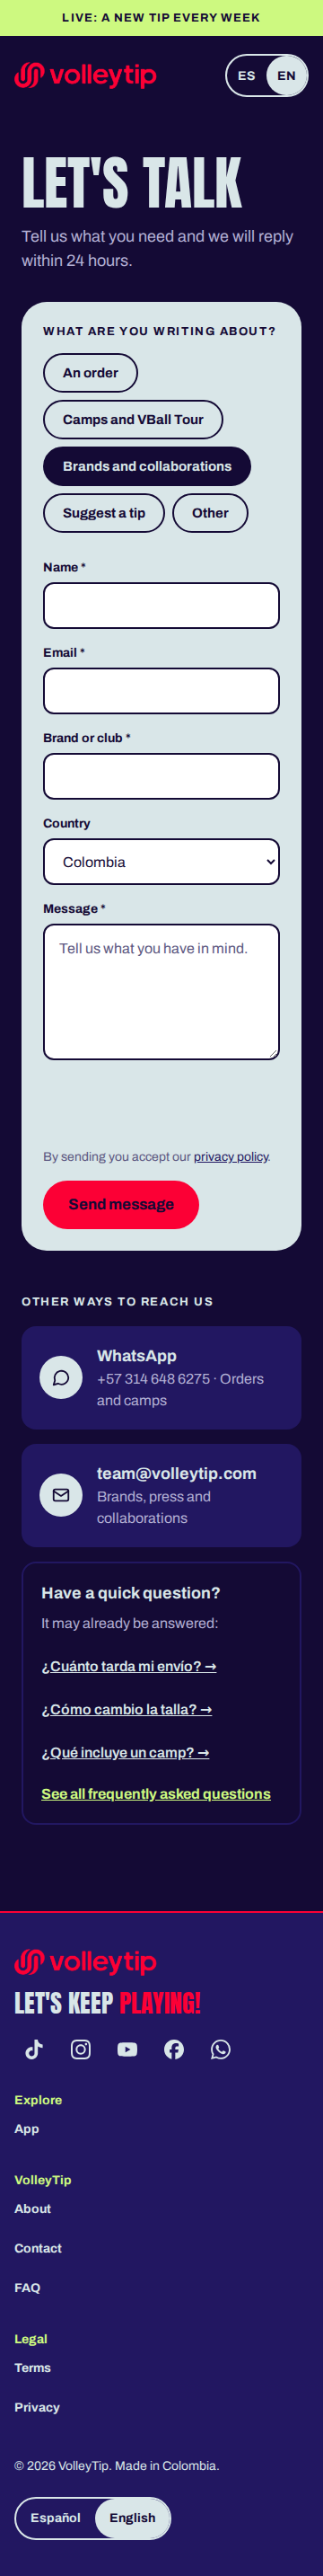 LIVE: A NEW TIP EVERY WEEK
volleytip
ES EN
LET'S TALK
Tell us what you need and we will reply
within 24 hours.
WHAT ARE YOU WRITING ABOUT?
An order
Camps and VBall Tour
Brands and collaborations
Suggest a tip Other
Name *
Email *
Brand or club *
Country
Colombia
Message *
Tell us what you have in mind.
By sending you accept our privacy policy.
Send message
OTHER WAYS TO REACH US
WhatsApp
+57 314 648 6275 · Orders
and camps
team@volleytip.com
Brands, press and
collaborations
Have a quick question?
It may already be answered:
¿Cuánto tarda mi envío? →
¿Cómo cambio la talla? →
¿Qué incluye un camp? →
See all frequently asked questions
volleytip
LET'S KEEP PLAYING!
Explore
App
VolleyTip
About
Contact
FAQ
Legal
Terms
Privacy
© 2026 VolleyTip. Made in Colombia.
Español English